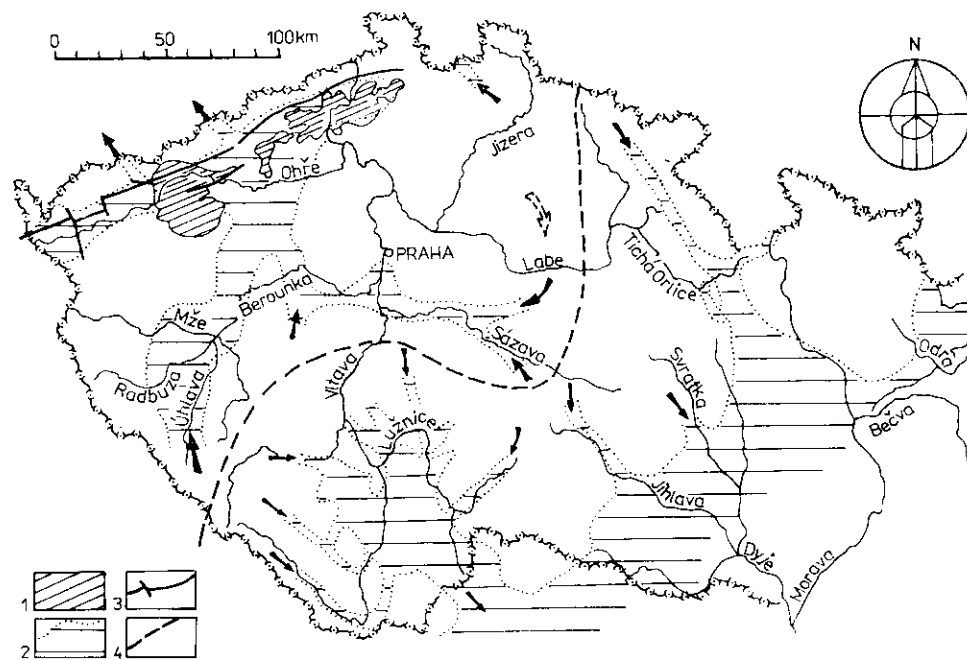 0 50 100km
N
Jizera
Ohře
PRAHA
Labe
Tichá Orlice
Berounka
Mže
Sázava
Odra
Radbuza
Úhlava
Vltava
Svratka
Lužnice
Bečva
Jihlava
Dyjé
Morava
1
3
2
4